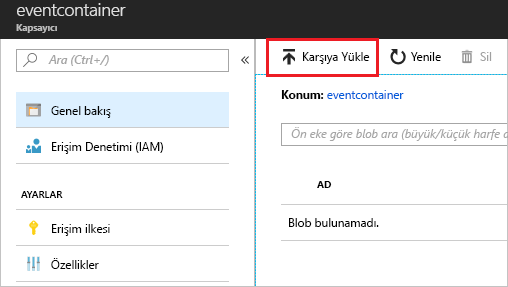 eventcontainer
Kapsayıcı
Ara (Ctrl+/)
Genel bakış
Erişim Denetimi (IAM)
AYARLAR
Erişim ilkesi
Özellikler
Karşıya Yükle
Yenile
Sil
Konum: eventcontainer
Ön eke göre blob ara (büyük/küçük harfe
AD
Blob bulunamadı.